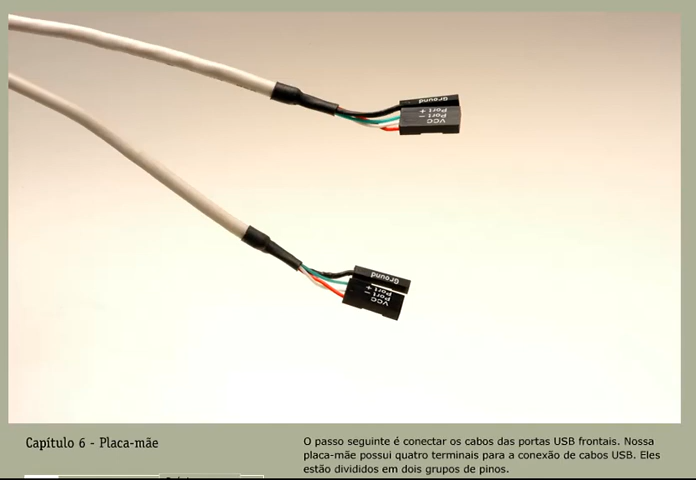 Ground
Port +
Port -
VCC
Ground
Port +
Port -
VCC
Capítulo 6 - Placa-mãe
O passo seguinte é conectar os cabos das portas USB frontais. Nossa
placa-mãe possui quatro terminais para a conexão de cabos USB. Eles
estão divididos em dois grupos de pinos.